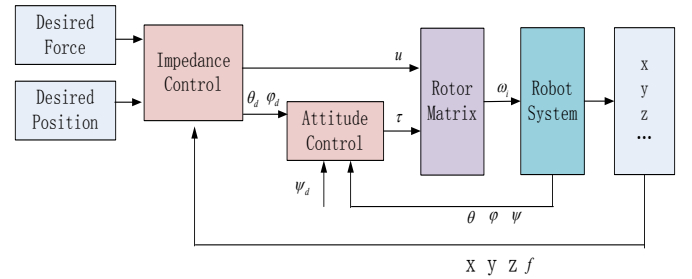 Desired
Force
Desired
Position
Impedance
Control
u
θd φd
Attitude
Control
ψd
τ
Rotor
Matrix
ωi
Robot
System
x
y
z
...
θ φ ψ
x y z f